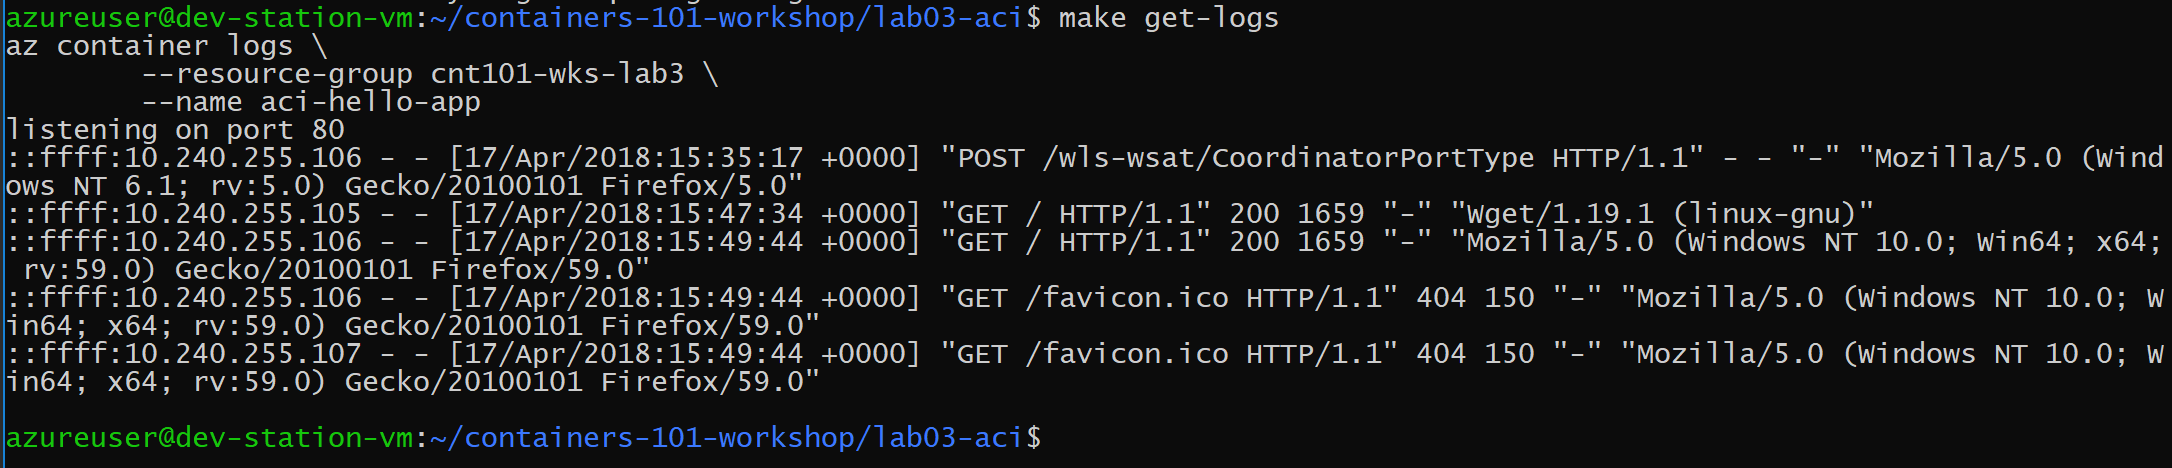 azureuser@dev-station-vm:~/containers-101-workshop/lab03-aci$ make get-logs
az container logs \
        --resource-group cnt101-wks-lab3 \
        --name aci-hello-app
listening on port 80
::ffff:10.240.255.106 - - [17/Apr/2018:15:35:17 +0000] "POST /wls-wsat/CoordinatorPortType HTTP/1.1" - - "-" "Mozilla/5.0 (Wind
ows NT 6.1; rv:5.0) Gecko/20100101 Firefox/5.0"
::ffff:10.240.255.105 - - [17/Apr/2018:15:47:34 +0000] "GET / HTTP/1.1" 200 1659 "-" "Wget/1.19.1 (linux-gnu)"
::ffff:10.240.255.106 - - [17/Apr/2018:15:49:44 +0000] "GET / HTTP/1.1" 200 1659 "-" "Mozilla/5.0 (Windows NT 10.0; Win64; x64;
 rv:59.0) Gecko/20100101 Firefox/59.0"
::ffff:10.240.255.106 - - [17/Apr/2018:15:49:44 +0000] "GET /favicon.ico HTTP/1.1" 404 150 "-" "Mozilla/5.0 (Windows NT 10.0; W
in64; x64; rv:59.0) Gecko/20100101 Firefox/59.0"
::ffff:10.240.255.107 - - [17/Apr/2018:15:49:44 +0000] "GET /favicon.ico HTTP/1.1" 404 150 "-" "Mozilla/5.0 (Windows NT 10.0; W
in64; x64; rv:59.0) Gecko/20100101 Firefox/59.0"
azureuser@dev-station-vm:~/containers-101-workshop/lab03-aci$